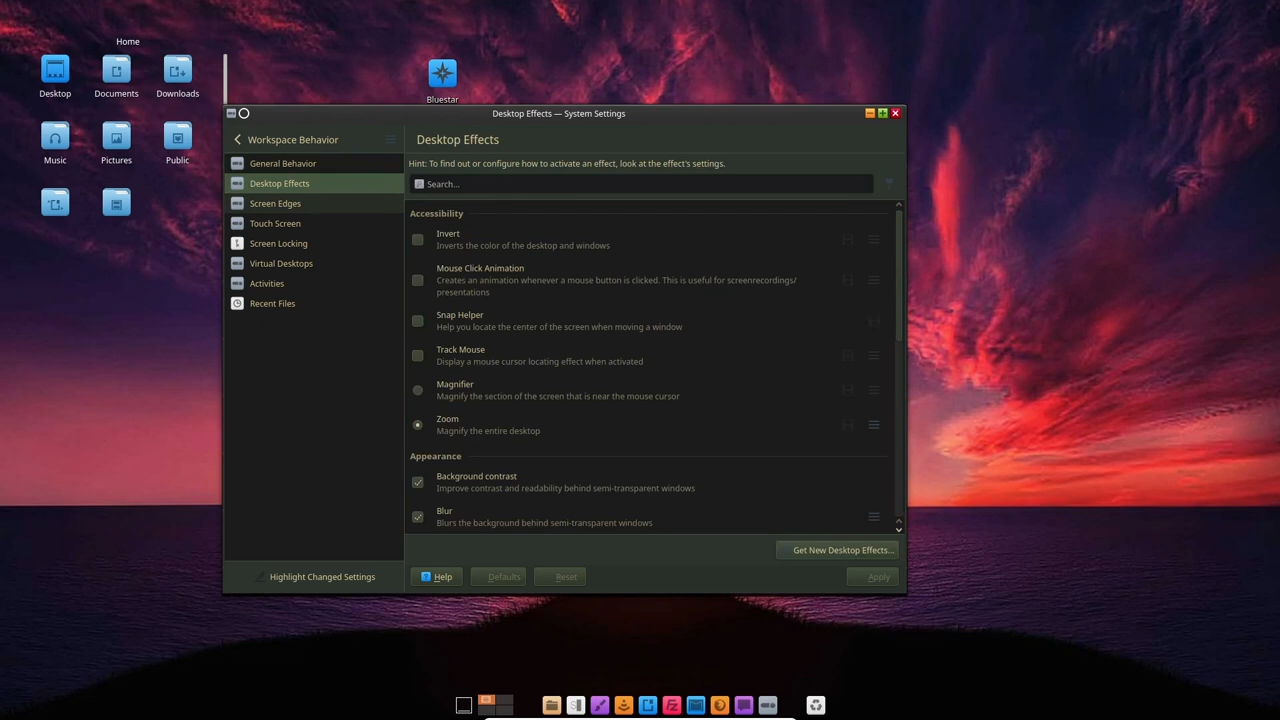 Home
Desktop
Documents
Downloads
Music
Pictures
Public
Bluestar
Desktop Effects — System Settings
Workspace Behavior
General Behavior
Desktop Effects
Screen Edges
Touch Screen
Screen Locking
Virtual Desktops
Activities
Recent Files
Highlight Changed Settings
Desktop Effects
Hint: To find out or configure how to activate an effect, look at the effect's settings.
Search...
Accessibility
Invert
Inverts the color of the desktop and windows
Mouse Click Animation
Creates an animation whenever a mouse button is clicked. This is useful for screenrecordings/
presentations
Snap Helper
Help you locate the center of the screen when moving a window
Track Mouse
Display a mouse cursor locating effect when activated
Magnifier
Magnify the section of the screen that is near the mouse cursor
Zoom
Magnify the entire desktop
Appearance
Background contrast
Improve contrast and readability behind semi-transparent windows
Blur
Blurs the background behind semi-transparent windows
Get New Desktop Effects...
Help
Defaults
Reset
Apply